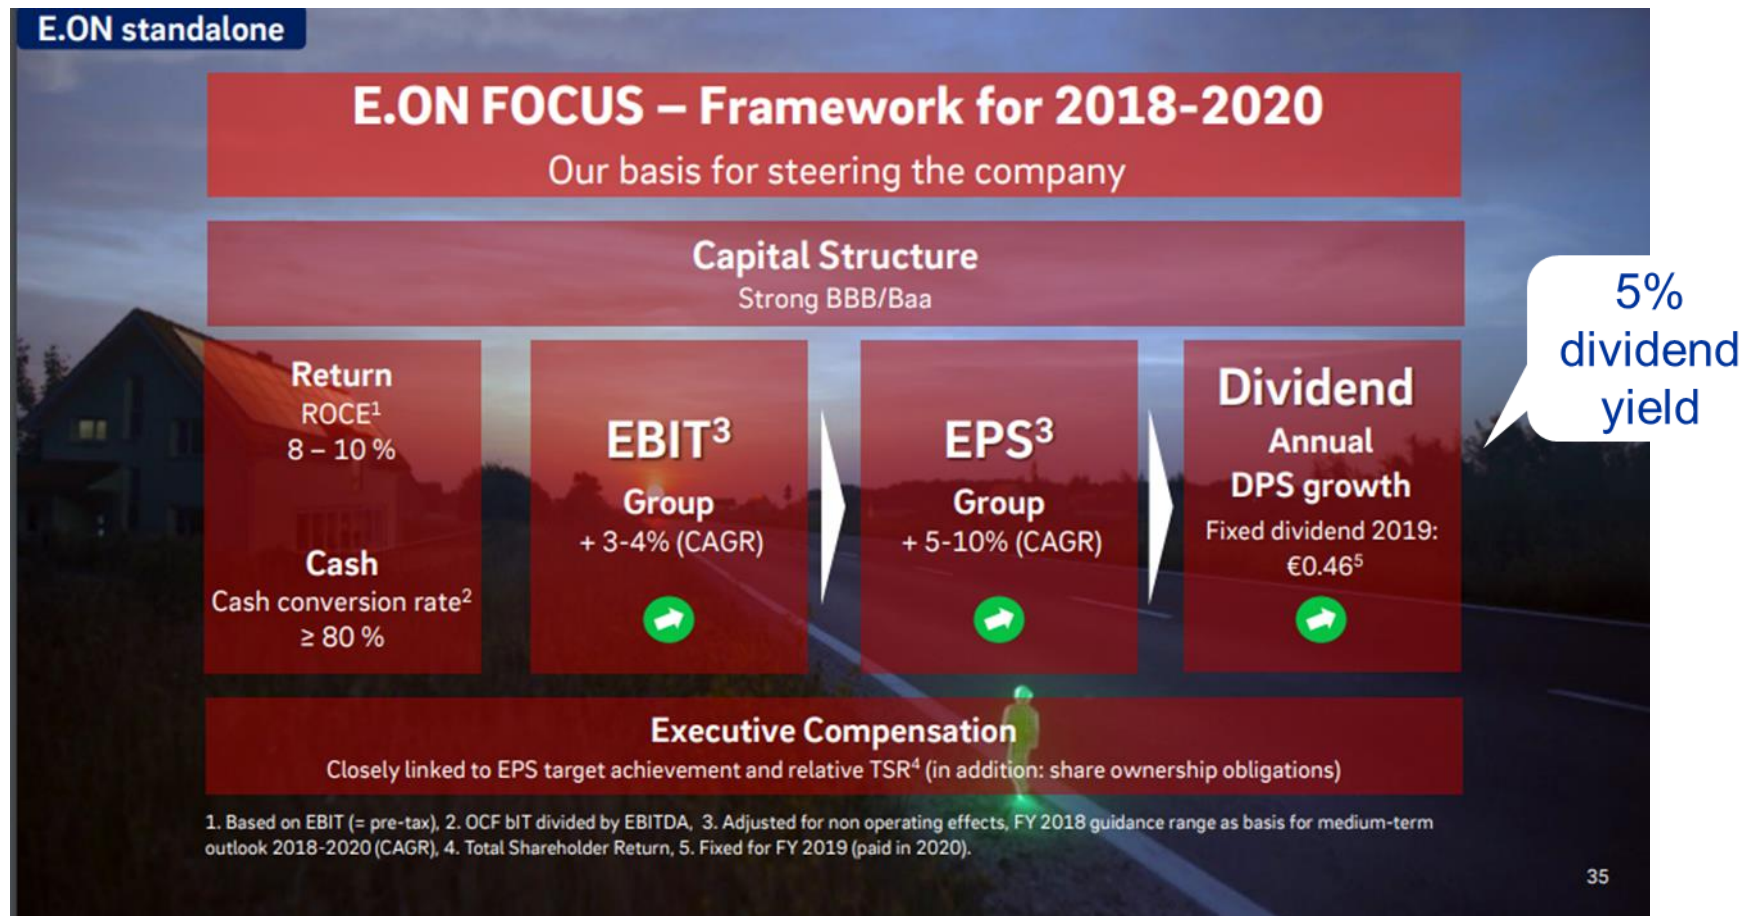 E.ON standalone
E.ON FOCUS – Framework for 2018-2020
Our basis for steering the company
Capital Structure
Strong BBB/Baa
Return
ROCE¹
8 – 10 %
Cash
Cash conversion rate²
≥ 80 %
EBIT³
Group
+ 3-4% (CAGR)
EPS³
Group
+ 5-10% (CAGR)
Dividend
Annual
DPS growth
Fixed dividend 2019:
€0.46⁵
5%
dividend
yield
Executive Compensation
Closely linked to EPS target achievement and relative TSR⁴ (in addition: share ownership obligations)
1. Based on EBIT (= pre-tax), 2. OCF bIT divided by EBITDA, 3. Adjusted for non operating effects, FY 2018 guidance range as basis for medium-term
outlook 2018-2020 (CAGR), 4. Total Shareholder Return, 5. Fixed for FY 2019 (paid in 2020).
35